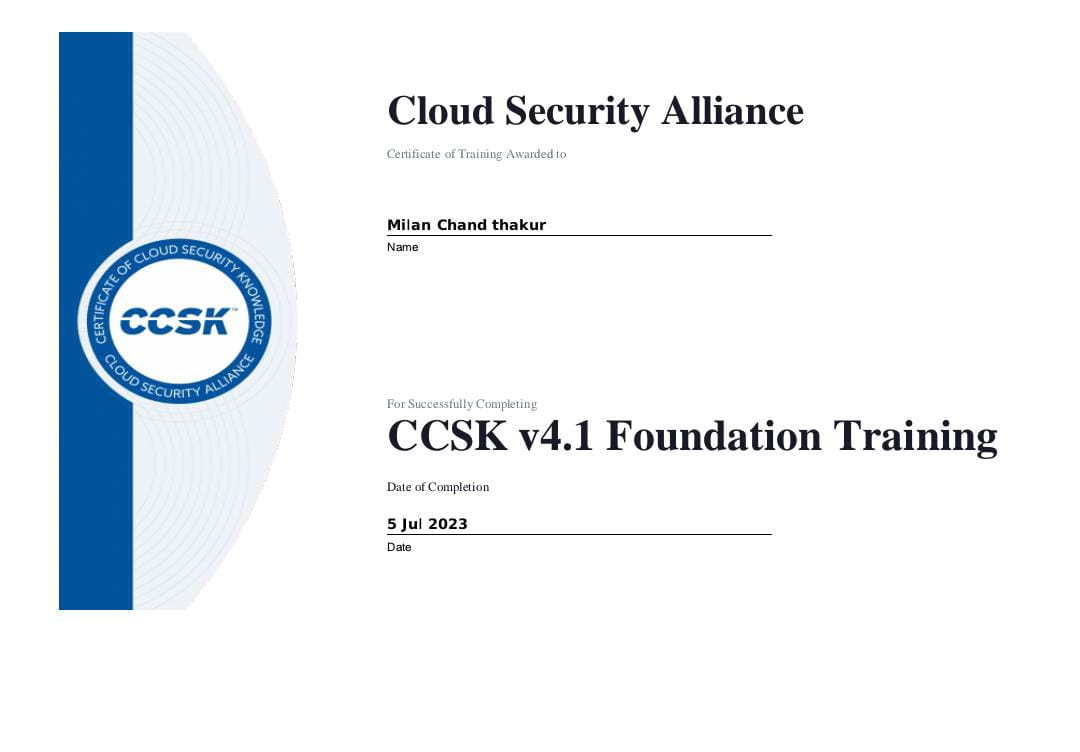 Cloud Security Alliance
Certificate of Training Awarded to
Milan Chand thakur
Name
CERTIFICATE OF CLOUD SECURITY KNOWLEDGE
CCSK™
CLOUD SECURITY ALLIANCE
For Successfully Completing
CCSK v4.1 Foundation Training
Date of Completion
5 Jul 2023
Date